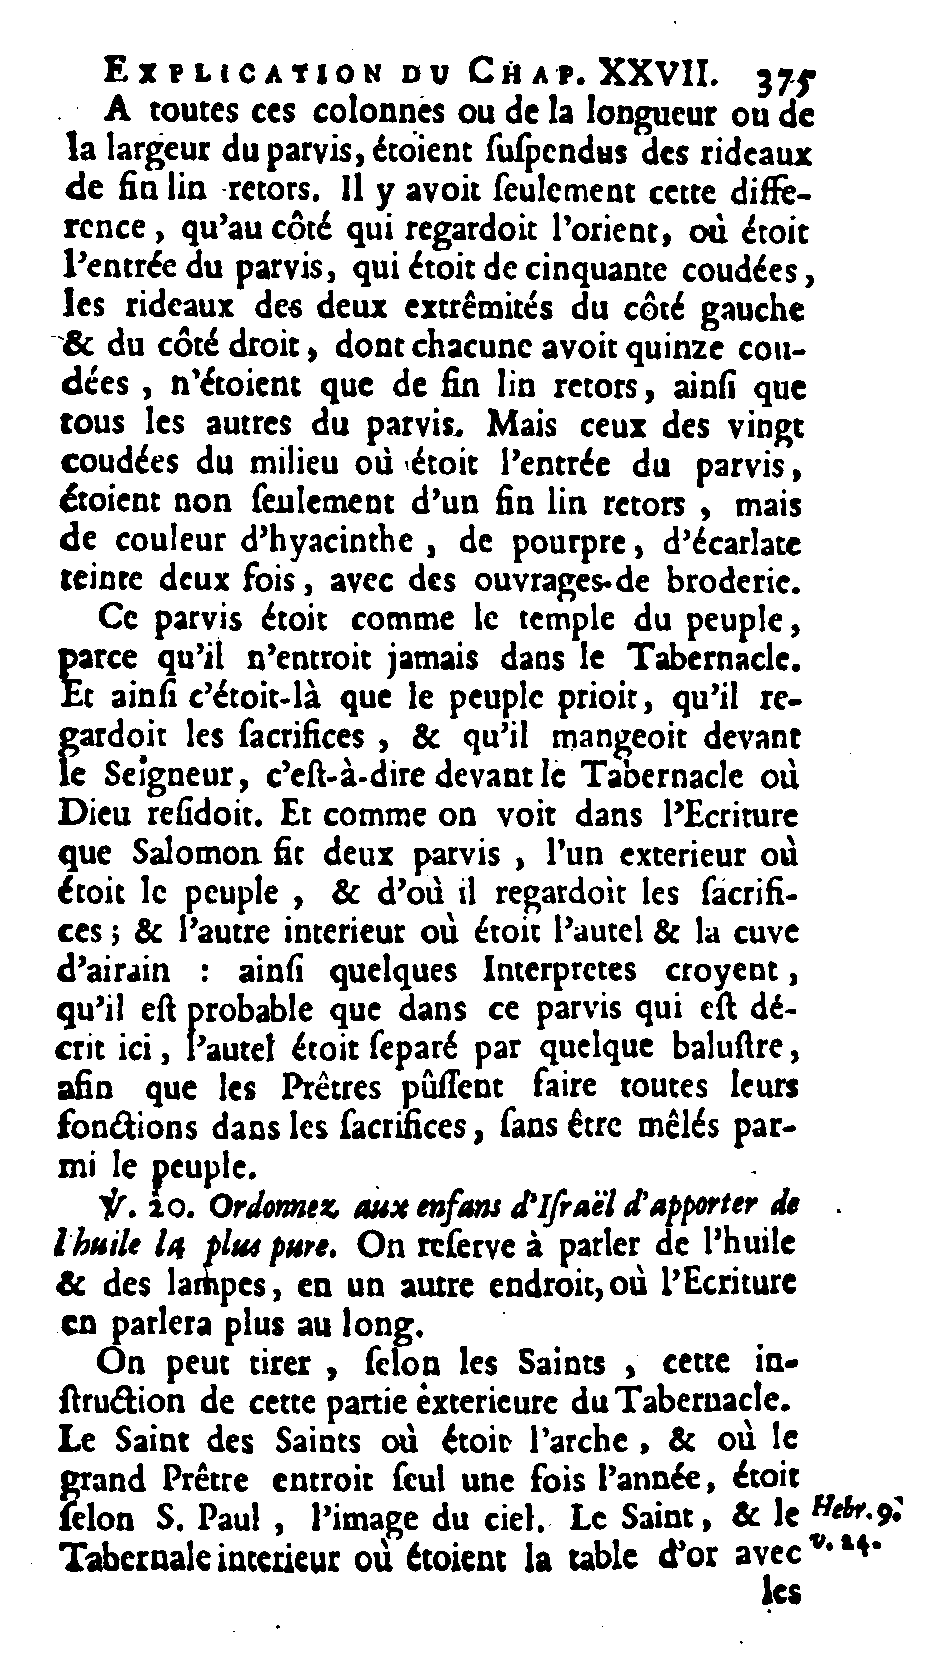 EXPLICATION DU CHAP. XXVII. 375
A toutes ces colonnes ou de la longueur ou de
la largeur du parvis, étoient ſuſpendus des rideaux
de fin lin retors. Il y avoit ſeulement cette diffe-
rence, qu'au côté qui regardoit l'orient, où étoit
l'entrée du parvis, qui étoit de cinquante coudées,
les rideaux des deux extrêmités du côté gauche
& du côté droit, dont chacune avoit quinze cou-
dées, n'étoient que de fin lin retors, ainſi que
tous les autres du parvis. Mais ceux des vingt
coudées du milieu où étoit l'entrée du parvis,
étoient non ſeulement d'un fin lin retors, mais
de couleur d'hyacinthe, de pourpre, d'écarlate
teinte deux fois, avec des ouvrages de broderie.
Ce parvis étoit comme le temple du peuple,
parce qu'il n'entroit jamais dans le Tabernacle.
Et ainſi c'étoit-là que le peuple prioit, qu'il re-
gardoit les ſacrifices, & qu'il mangeoit devant
le Seigneur, c'eſt-à-dire devant le Tabernacle où
Dieu reſidoit. Et comme on voit dans l'Ecriture
que Salomon fit deux parvis, l'un exterieur où
étoit le peuple, & d'où il regardoit les ſacrifi-
ces; & l'autre interieur où étoit l'autel & la cuve
d'airain : ainſi quelques Interpretes croyent,
qu'il eſt probable que dans ce parvis qui eſt dé-
crit ici, l'autel étoit ſeparé par quelque baluſtre,
afin que les Prêtres pûſſent faire toutes leurs
fonctions dans les ſacrifices, ſans être mêlés par-
mi le peuple.
℣. 20. Ordonnez aux enfans d'Iſraël d'apporter de
l'huile la plus pure. On reſerve à parler de l'huile
& des lampes, en un autre endroit, où l'Ecriture
en parlera plus au long.
On peut tirer, ſelon les Saints, cette in-
ſtruction de cette partie exterieure du Tabernacle.
Le Saint des Saints où étoit l'arche, & où le
grand Prêtre entroit ſeul une fois l'année, étoit
ſelon S. Paul, l'image du ciel. Le Saint, & le Hebr. 9.
Tabernale interieur où étoient la table d'or avec v. 24.
les